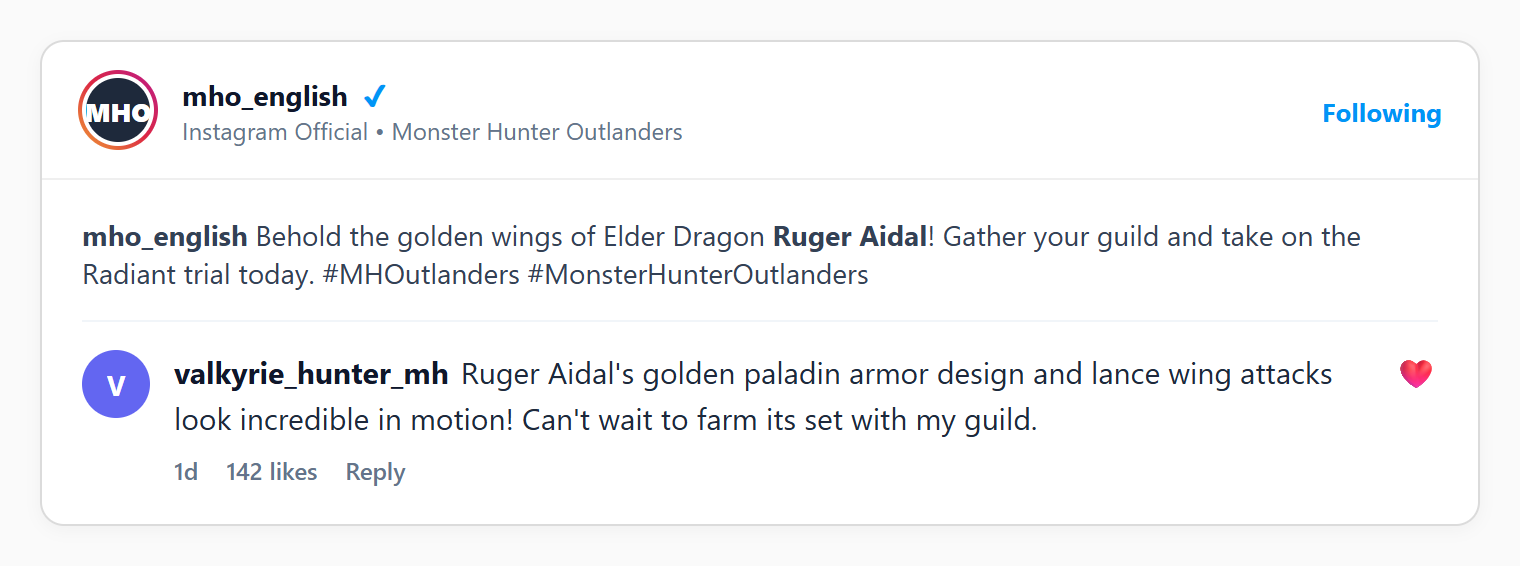 MHO
mho_english ✔
Instagram Official • Monster Hunter Outlanders
Following
mho_english Behold the golden wings of Elder Dragon Ruger Aidal! Gather your guild and take on the
Radiant trial today. #MHOutlanders #MonsterHunterOutlanders
V
valkyrie_hunter_mh Ruger Aidal's golden paladin armor design and lance wing attacks
look incredible in motion! Can't wait to farm its set with my guild.
1d 142 likes Reply